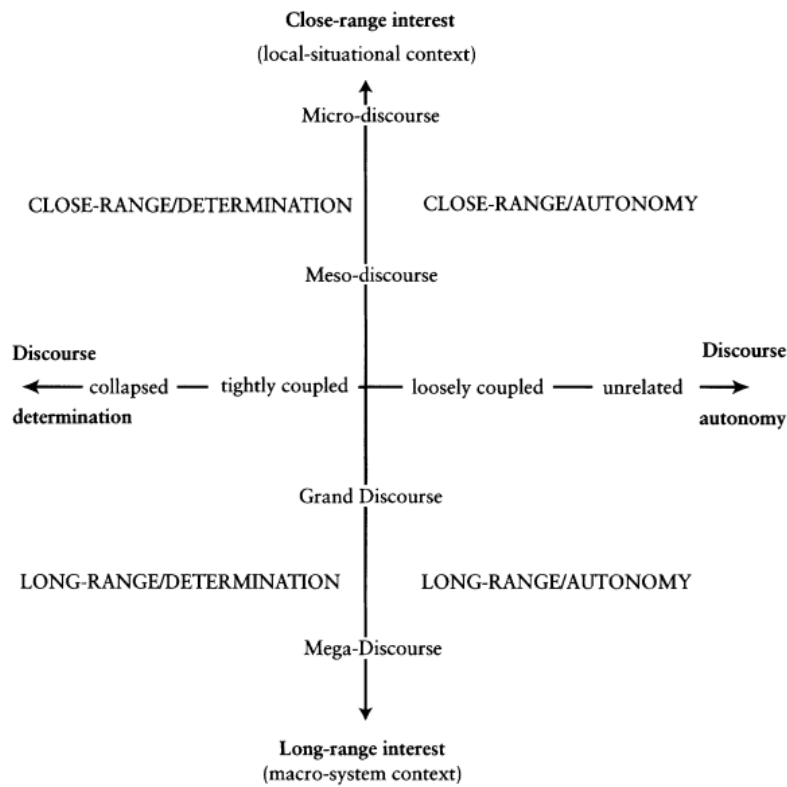 Close-range interest
(local-situational context)
Micro-discourse
CLOSE-RANGE/DETERMINATION
CLOSE-RANGE/AUTONOMY
Meso-discourse
Discourse
Discourse
collapsed
tightly coupled
loosely coupled
unrelated
determination
autonomy
Grand Discourse
LONG-RANGE/DETERMINATION
LONG-RANGE/AUTONOMY
Mega-Discourse
Long-range interest
(macro-system context)